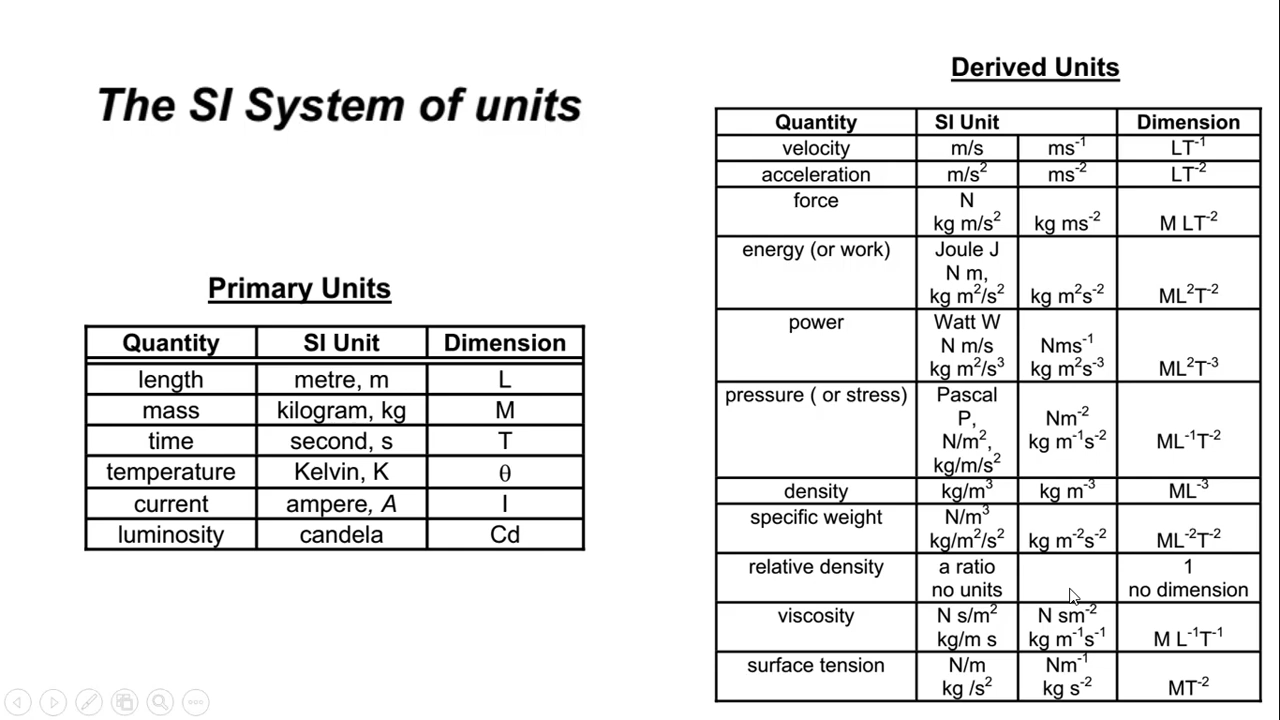 The SI System of units
Primary Units
Quantity SI Unit Dimension
length metre, m L
mass kilogram, kg M
time second, s T
temperature Kelvin, K θ
current ampere, A I
luminosity candela Cd
Derived Units
Quantity SI Unit Dimension
velocity m/s ms⁻¹ LT⁻¹
acceleration m/s² ms⁻² LT⁻²
force N
kg m/s² kg ms⁻² M LT⁻²
energy (or work) Joule J
N m,
kg m²/s² kg m²s⁻² ML²T⁻²
power Watt W
N m/s Nms⁻¹
kg m²/s³ kg m²s⁻³ ML²T⁻³
pressure ( or stress) Pascal
P, Nm⁻²
N/m², kg m⁻¹s⁻² ML⁻¹T⁻²
kg/m/s²
density kg/m³ kg m⁻³ ML⁻³
specific weight N/m³
kg/m²/s² kg m⁻²s⁻² ML⁻²T⁻²
relative density a ratio 1
no units no dimension
viscosity N s/m² N sm⁻²
kg/m s kg m⁻¹s⁻¹ M L⁻¹T⁻¹
surface tension N/m Nm⁻¹
kg /s² kg s⁻² MT⁻²